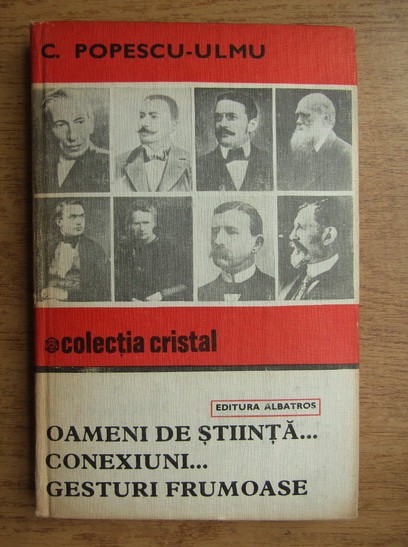 C. POPESCU-ULMU
colecția cristal
EDITURA ALBATROS
OAMENI DE ȘTIINȚĂ...
CONEXIUNI...
GESTURI FRUMOASE